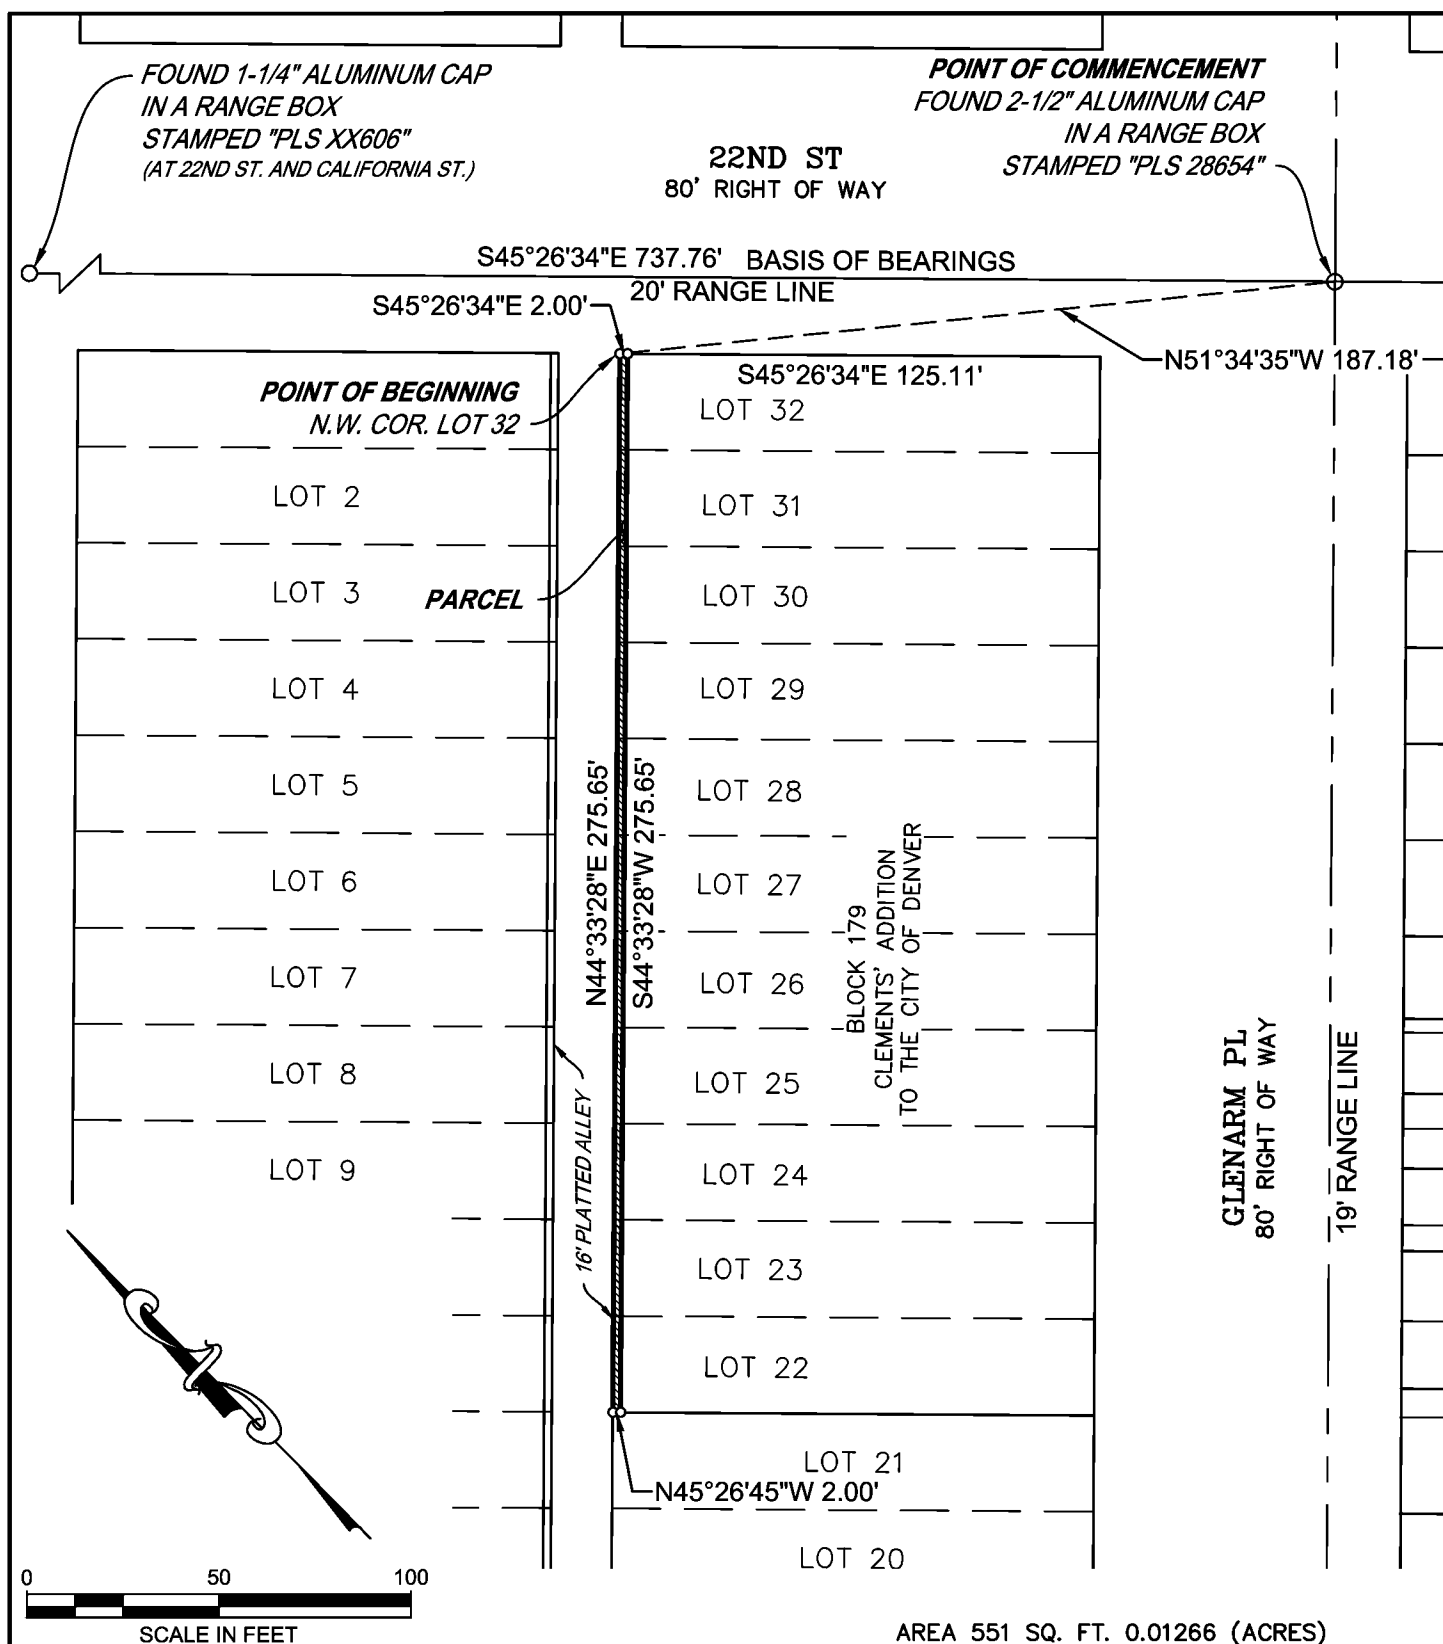 FOUND 1-1/4" ALUMINUM CAP
IN A RANGE BOX
STAMPED "PLS XX606"
(AT 22ND ST. AND CALIFORNIA ST.)
POINT OF COMMENCEMENT
FOUND 2-1/2" ALUMINUM CAP
IN A RANGE BOX
STAMPED "PLS 28654"
22ND ST
80' RIGHT OF WAY
S45°26'34"E 737.76' BASIS OF BEARINGS
20' RANGE LINE
S45°26'34"E 2.00'
N51°34'35"W 187.18'
S45°26'34"E 125.11'
POINT OF BEGINNING
N.W. COR. LOT 32
LOT 32
LOT 2
LOT 31
LOT 3
PARCEL
LOT 30
LOT 4
LOT 29
LOT 5
LOT 28
N44°33'28"E 275.65'
S44°33'28"W 275.65'
LOT 6
LOT 27
BLOCK 179
CLEMENTS' ADDITION
TO THE CITY OF DENVER
LOT 7
LOT 26
LOT 8
LOT 25
LOT 9
LOT 24
16' PLATTED ALLEY
GLENARM PL
80' RIGHT OF WAY
19' RANGE LINE
LOT 23
LOT 22
LOT 21
N45°26'45"W 2.00'
LOT 20
0 50 100
SCALE IN FEET
AREA 551 SQ. FT. 0.01266 (ACRES)